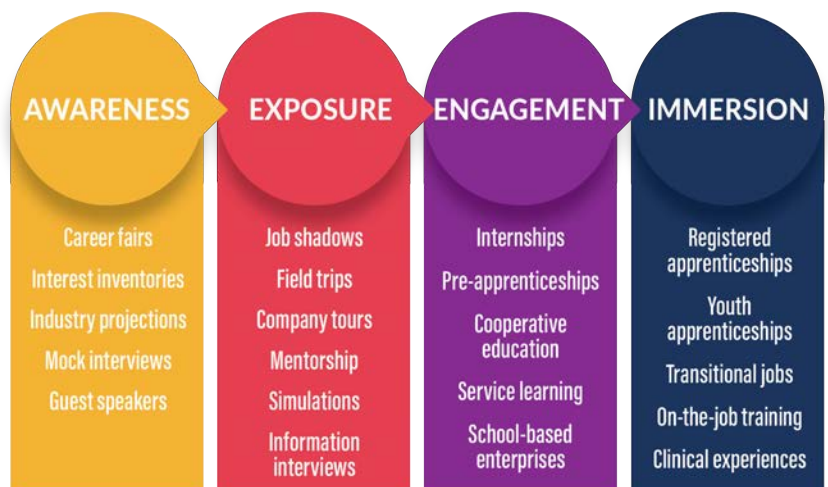 AWARENESS
Career fairs
Interest inventories
Industry projections
Mock interviews
Guest speakers
EXPOSURE
Job shadows
Field trips
Company tours
Mentorship
Simulations
Information
interviews
ENGAGEMENT
Internships
Pre-apprenticeships
Cooperative
education
Service learning
School-based
enterprises
IMMERSION
Registered
apprenticeships
Youth
apprenticeships
Transitional jobs
On-the-job training
Clinical experiences